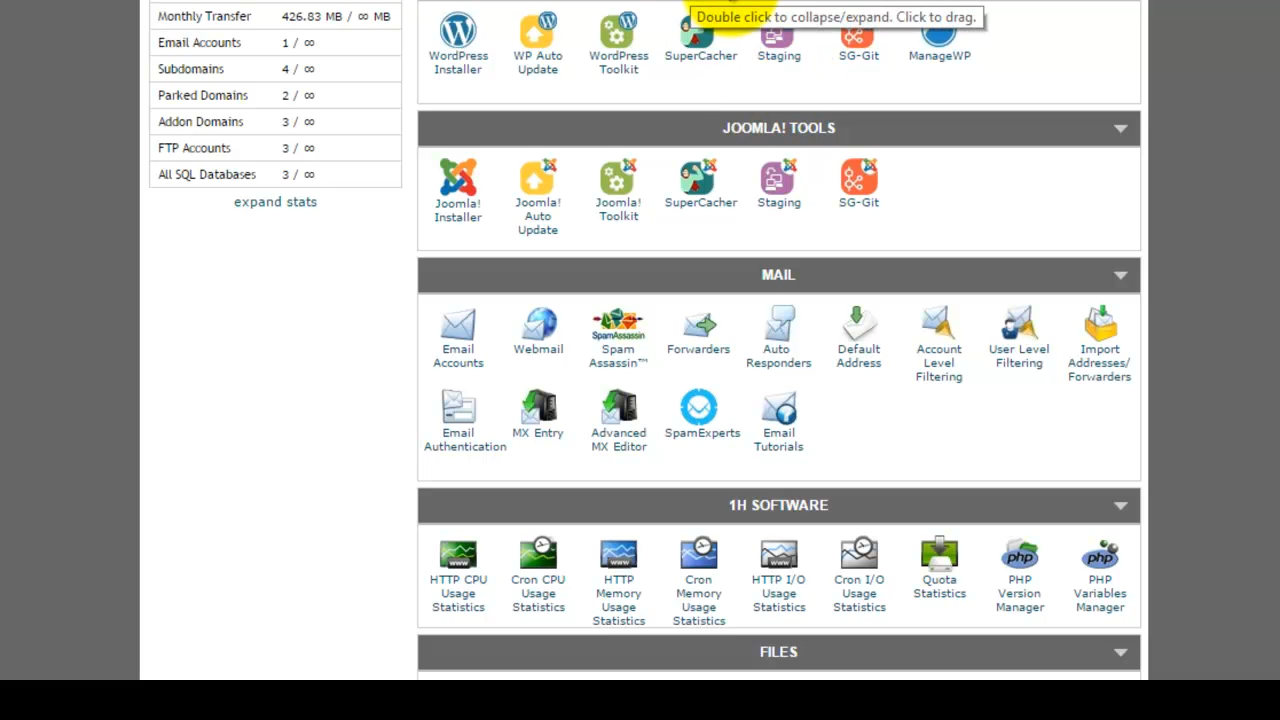 Monthly Transfer 426.83 MB / ∞ MB
Email Accounts 1 / ∞
Subdomains 4 / ∞
Parked Domains 2 / ∞
Addon Domains 3 / ∞
FTP Accounts 3 / ∞
All SQL Databases 3 / ∞
expand stats
Double click to collapse/expand. Click to drag.
WordPress
Installer
WP Auto
Update
WordPress
Toolkit
SuperCacher
Staging
SG-Git
ManageWP
JOOMLA! TOOLS
Joomla!
Installer
Joomla!
Auto
Update
Joomla!
Toolkit
SuperCacher
Staging
SG-Git
MAIL
Email
Accounts
Webmail
SpamAssassin
Spam
Assassin™
Forwarders
Auto
Responders
Default
Address
Account
Level
Filtering
User Level
Filtering
Import
Addresses/
Forwarders
Email
Authentication
MX Entry
Advanced
MX Editor
SpamExperts
Email
Tutorials
1H SOFTWARE
www
HTTP CPU
Usage
Statistics
Cron CPU
Usage
Statistics
www
HTTP
Memory
Usage
Statistics
Cron
Memory
Usage
Statistics
www
HTTP I/O
Usage
Statistics
Cron I/O
Usage
Statistics
Quota
Statistics
php
PHP
Version
Manager
php
PHP
Variables
Manager
FILES